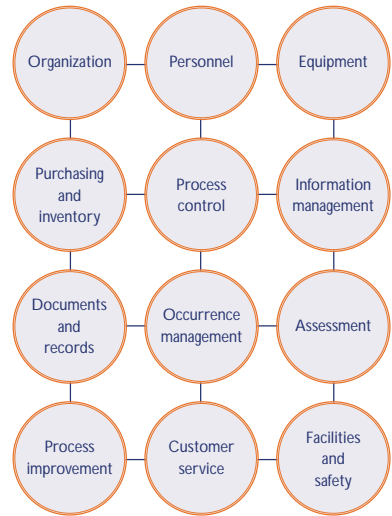 Organization
Personnel
Equipment
Purchasing
and
inventory
Process
control
Information
management
Documents
and
records
Occurrence
management
Assessment
Process
improvement
Customer
service
Facilities
and
safety